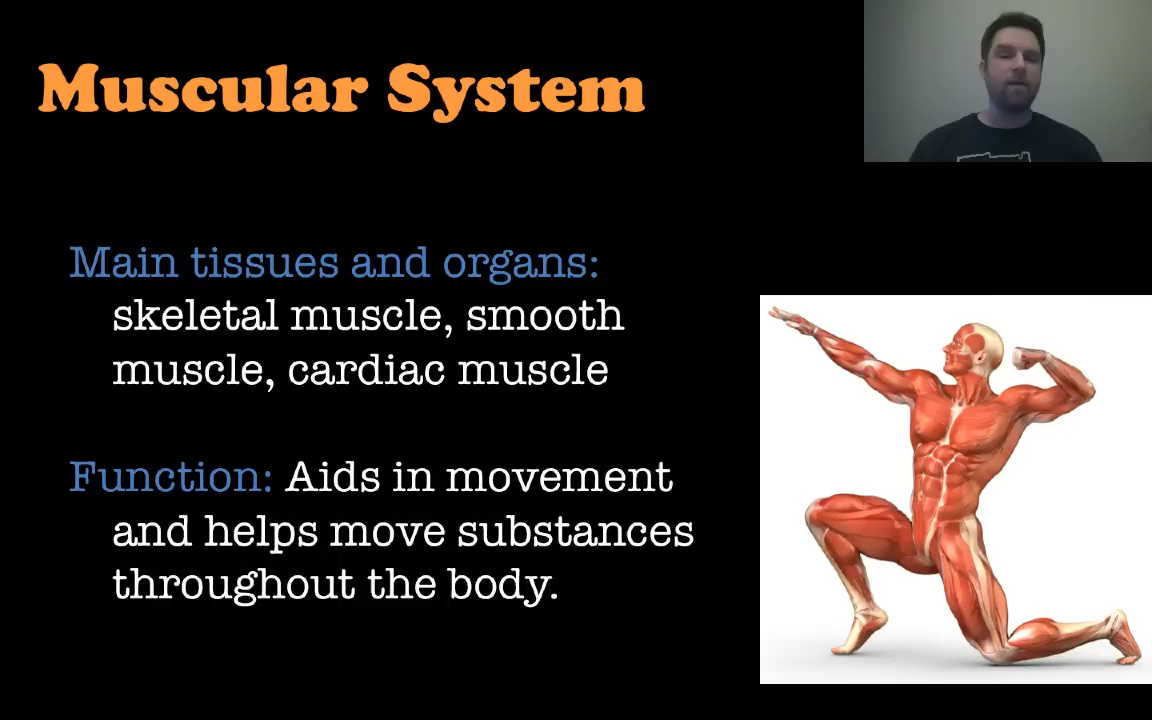 Muscular System
Main tissues and organs:
skeletal muscle, smooth
muscle, cardiac muscle
Function: Aids in movement
and helps move substances
throughout the body.